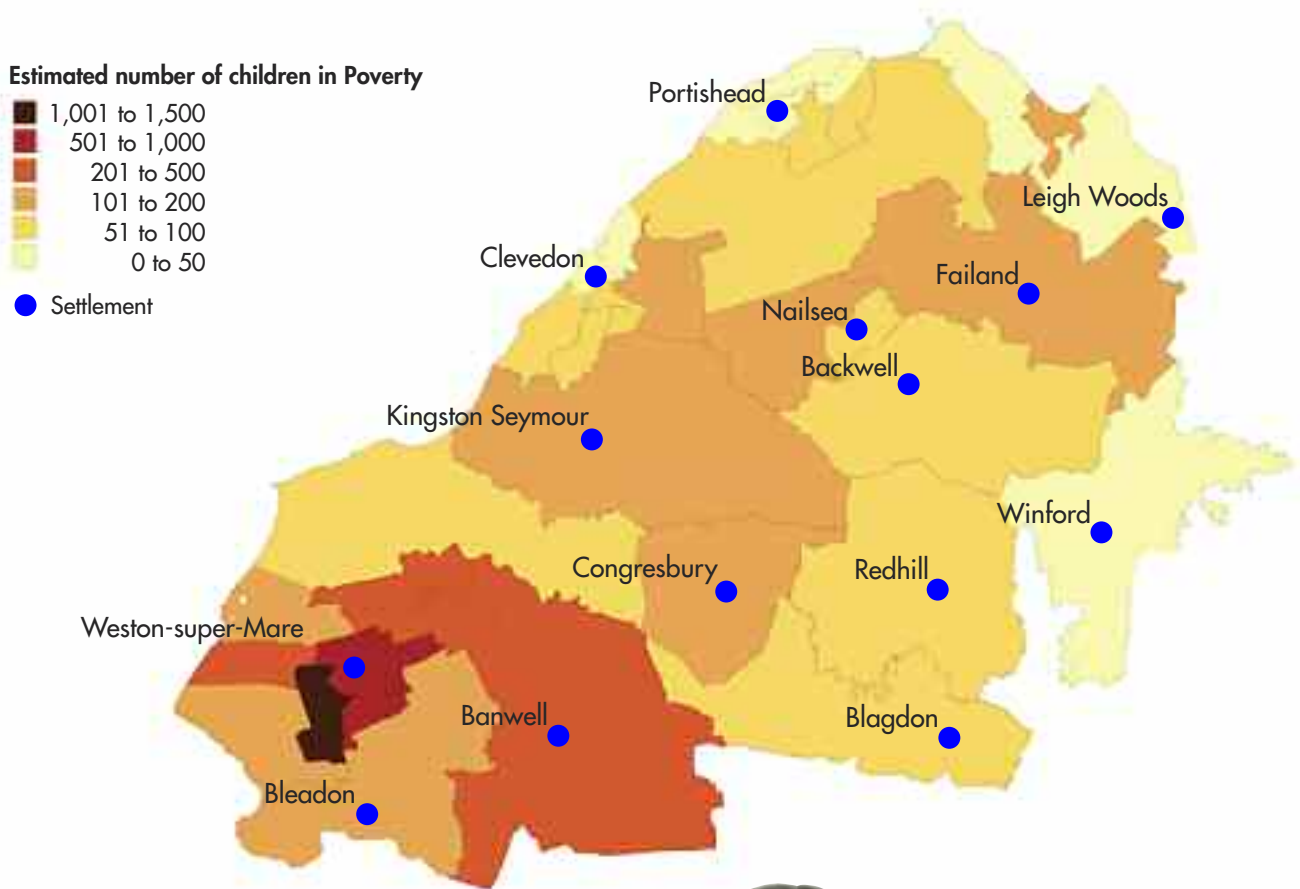 Estimated number of children in Poverty
1,001 to 1,500
501 to 1,000
201 to 500
101 to 200
51 to 100
0 to 50
Settlement
Portishead
Leigh Woods
Clevedon
Failand
Nailsea
Backwell
Kingston Seymour
Winford
Congresbury
Redhill
Weston-super-Mare
Banwell
Blagdon
Bleadon